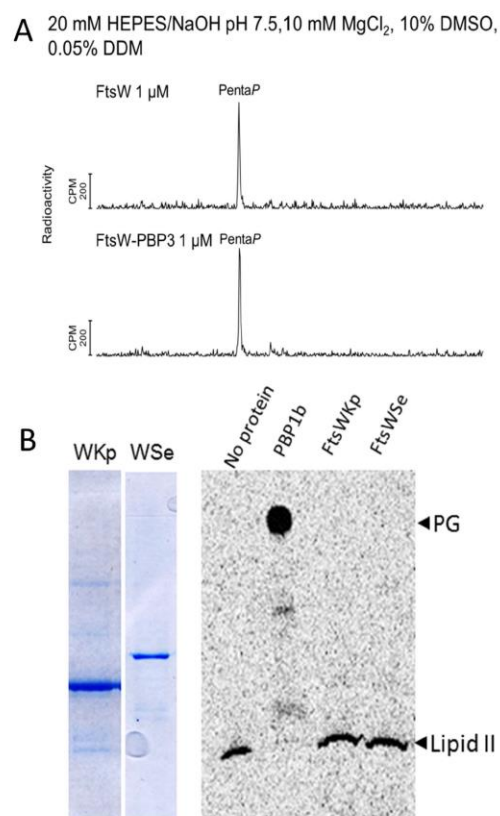 A 20 mM HEPES/NaOH pH 7.5,10 mM MgCl₂, 10% DMSO,
0.05% DDM
FtsW 1 µM PentaP
Radioactivity
CPM
200
FtsW-PBP3 1 µM PentaP
CPM
200
B
WKp WSe
No protein PBP1b FtsWKp FtsWSe
◄PG
◄Lipid II